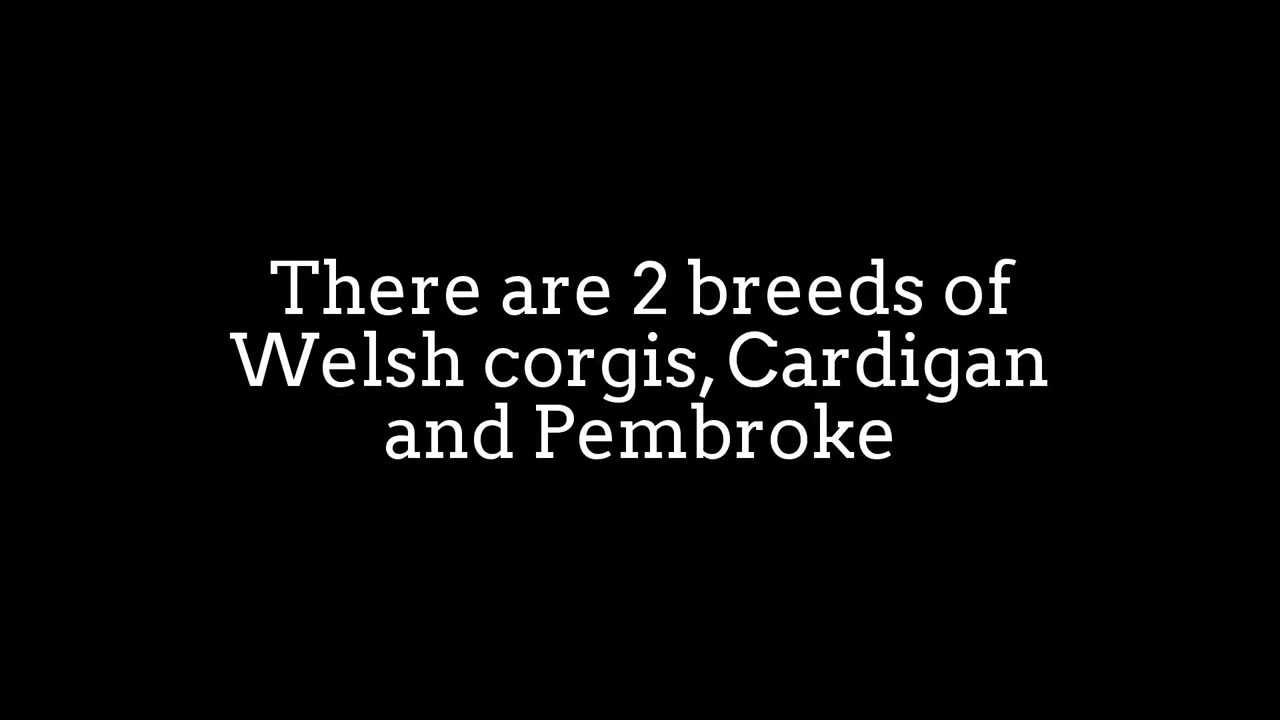 There are 2 breeds of
Welsh corgis, Cardigan
and Pembroke